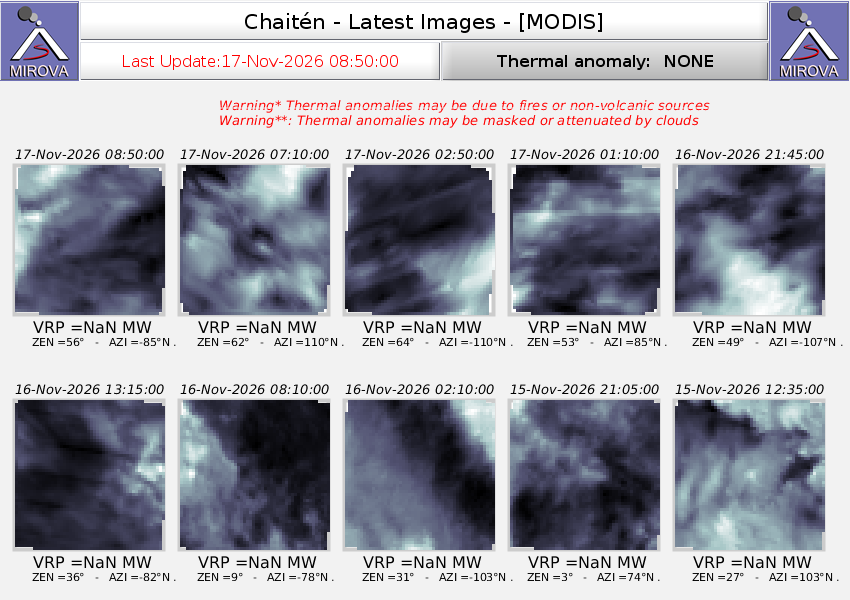 Chaitén - Latest Images - [MODIS]
MIROVA
Last Update:17-Nov-2026 08:50:00
Thermal anomaly: NONE
MIROVA
Warning* Thermal anomalies may be due to fires or non-volcanic sources
Warning**: Thermal anomalies may be masked or attenuated by clouds
17-Nov-2026 08:50:00 17-Nov-2026 07:10:00 17-Nov-2026 02:50:00 17-Nov-2026 01:10:00 16-Nov-2026 21:45:00
VRP =NaN MW VRP =NaN MW VRP =NaN MW VRP =NaN MW VRP =NaN MW
ZEN =56° - AZI =-85°N . ZEN =62° - AZI =110°N . ZEN =64° - AZI =-110°N . ZEN =53° - AZI =85°N . ZEN =49° - AZI =-107°N .
16-Nov-2026 13:15:00 16-Nov-2026 08:10:00 16-Nov-2026 02:10:00 15-Nov-2026 21:05:00 15-Nov-2026 12:35:00
VRP =NaN MW VRP =NaN MW VRP =NaN MW VRP =NaN MW VRP =NaN MW
ZEN =36° - AZI =-82°N . ZEN =9° - AZI =-78°N . ZEN =31° - AZI =-103°N . ZEN =3° - AZI =74°N . ZEN =27° - AZI =103°N .